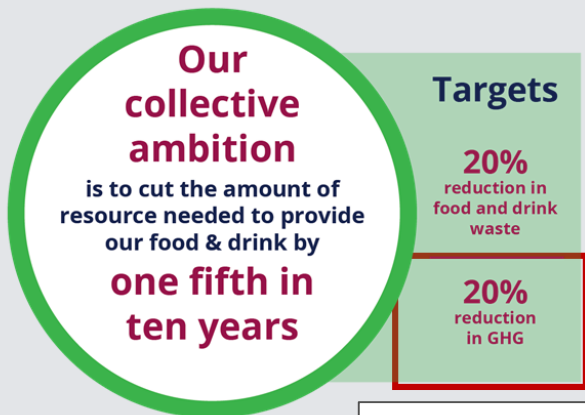 Our
collective
ambition
is to cut the amount of
resource needed to provide
our food & drink by
one fifth in
ten years
Targets
20%
reduction in
food and drink
waste
20%
reduction
in GHG